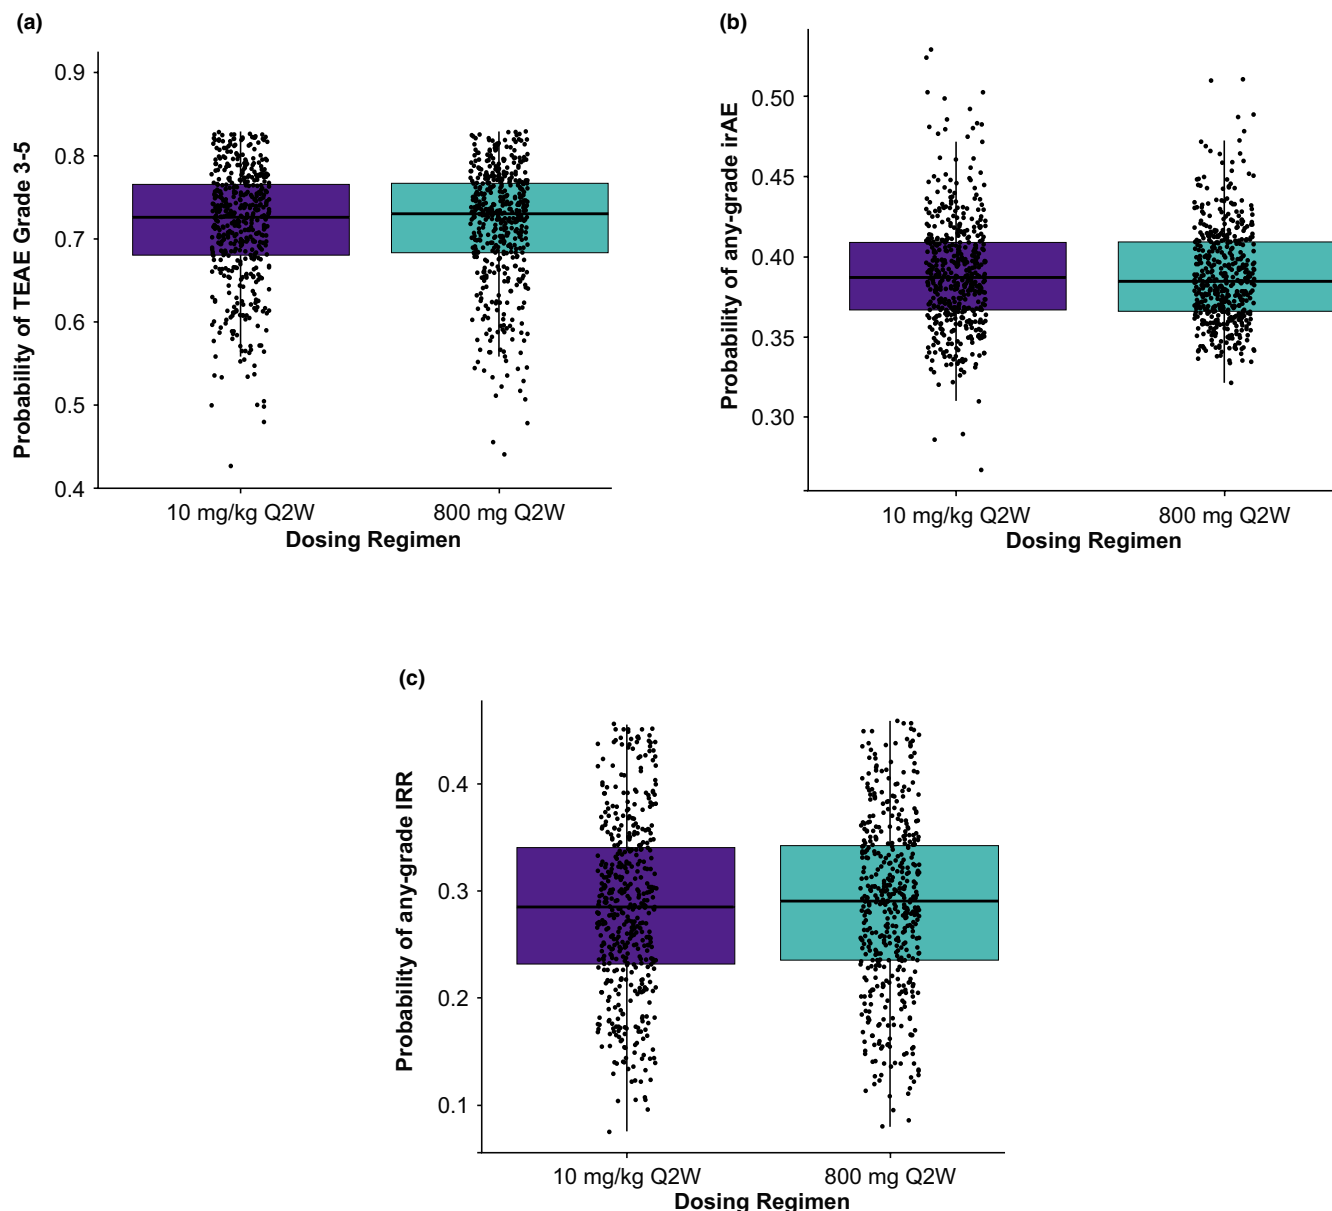 (a)
Probability of TEAE Grade 3-5
0.9
0.8
0.7
0.6
0.5
0.4
10 mg/kg Q2W
800 mg Q2W
Dosing Regimen
(b)
Probability of any-grade irAE
0.50
0.45
0.40
0.35
0.30
10 mg/kg Q2W
800 mg Q2W
Dosing Regimen
(c)
Probability of any-grade IRR
0.4
0.3
0.2
0.1
10 mg/kg Q2W
800 mg Q2W
Dosing Regimen